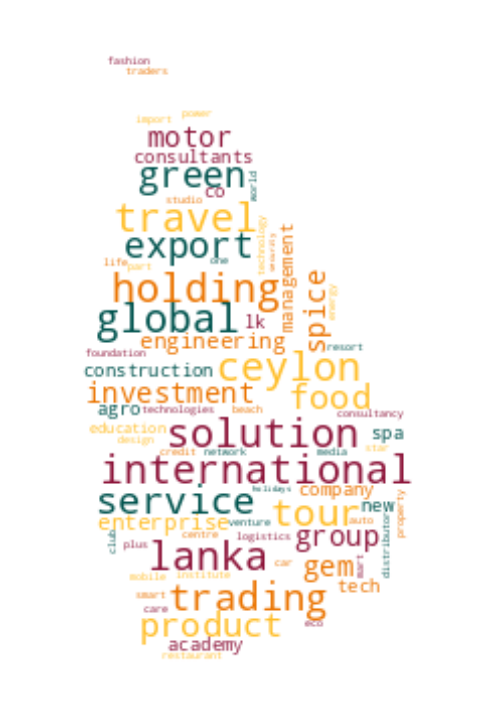 fashion
traders
import power
motor
consultants
green world
co
studio
travel
technology security
export one
life part
management
holding
spice energy
global lk
engineering resort
foundation
construction ceylon
investment food
agro technologies beach consultancy
education solution spa
design
credit network media star
international
holidays company
service tour new
property
enterprise venture auto
club centre logistics group
plus
distributor
lanka car gem mart
mobile institute tech
smart trading
care eco
product
academy
restaurant